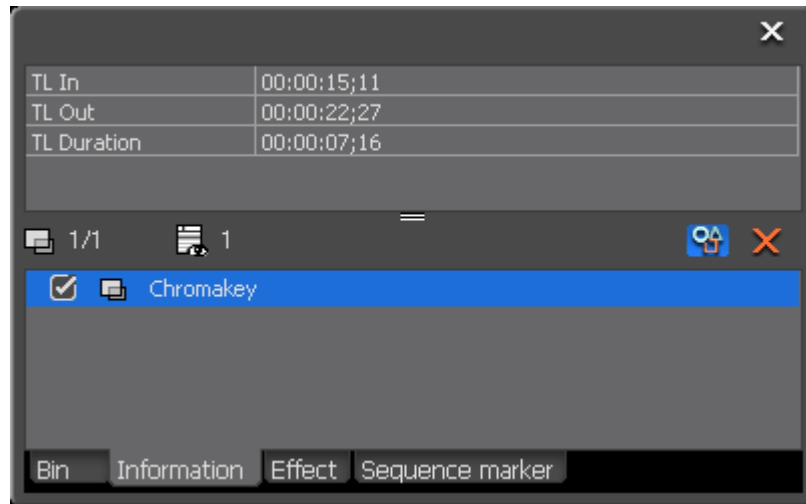 TL In 00:00:15;11
TL Out 00:00:22;27
TL Duration 00:00:07;16
1/1 1
Chromakey
Bin Information Effect Sequence marker